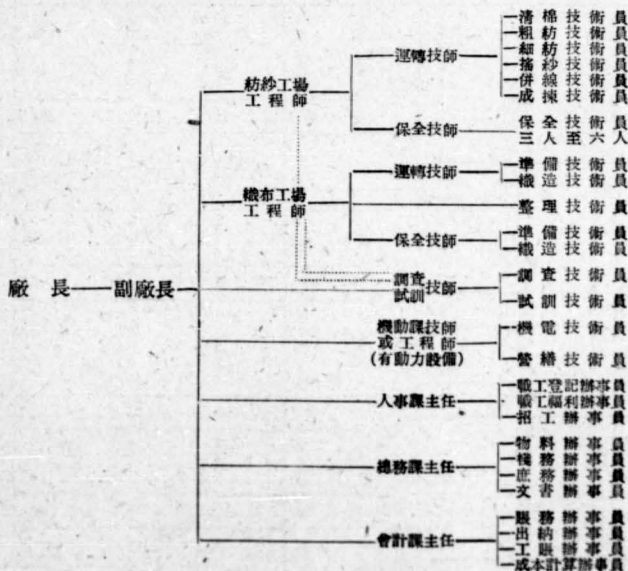 廠長
副廠長
紡紗工場
工程師
運轉技師
清棉技術員
粗紡技術員
細紡技術員
搖紗技術員
併線技術員
成揀技術員
保全技師
保全技術員
三人至六人
織布工場
工程師
運轉技師
準備技術員
織造技術員
整理技術員
保全技師
準備技術員
織造技術員
調查
試訓
技師
調查技術員
試訓技術員
機動課技師
或工程師
(有動力設備)
機電技術員
營繕技術員
人事課主任
職工登記辦事員
職工福利辦事員
招工辦事員
總務課主任
物料辦事員
棧務辦事員
庶務辦事員
文書辦事員
會計課主任
賬務辦事員
出納辦事員
工賬辦事員
成本計算辦事員